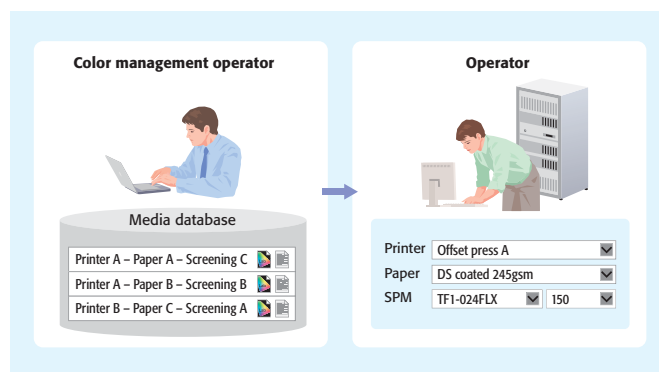 Color management operator
Media database
Printer A – Paper A – Screening C
Printer A – Paper B – Screening B
Printer B – Paper C – Screening A
Operator
Printer Offset press A
Paper DS coated 245gsm
SPM TF1-024FLX 150